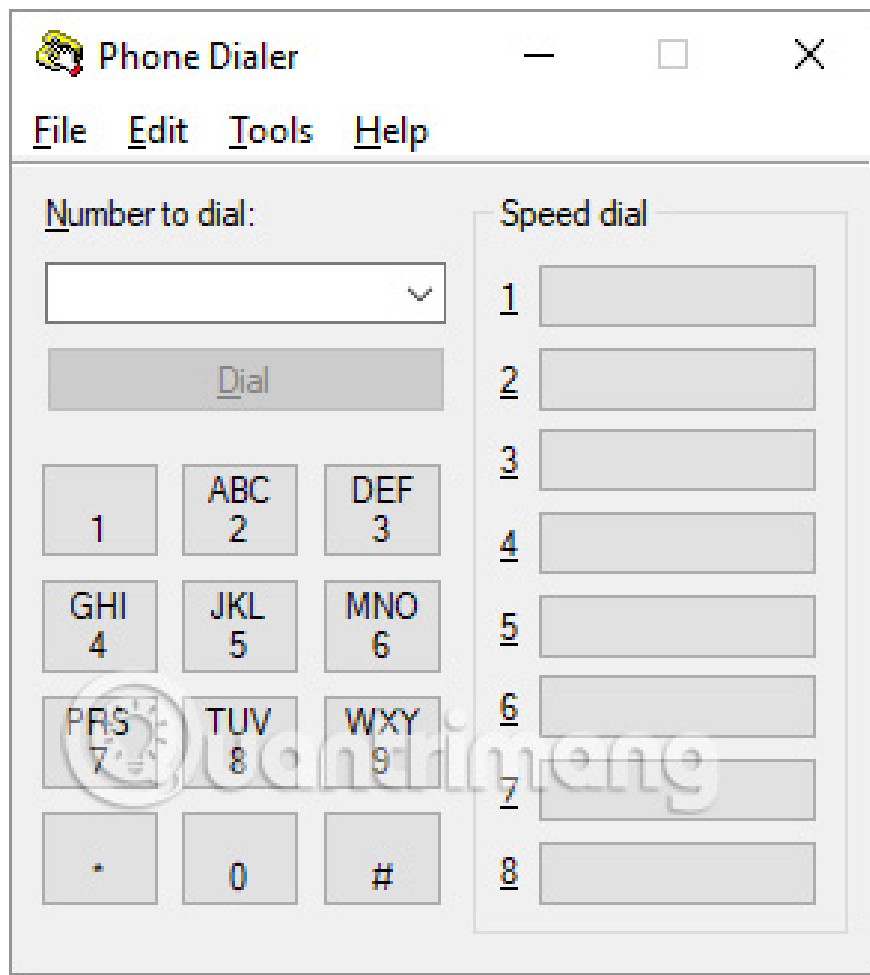 Phone Dialer
File Edit Tools Help
Number to dial:
Dial
1
ABC
2
DEF
3
GHI
4
JKL
5
MNO
6
PRS
7
TUV
8
WXY
9
*
0
#
Speed dial
1
2
3
4
5
6
7
8
Quantrimang